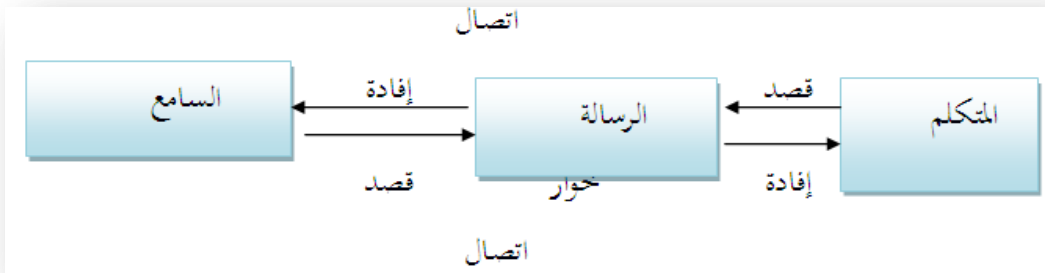 اتصال
قصد
إفادة
المتكلم
الرسالة
السامع
إفادة
حوار
قصد
اتصال